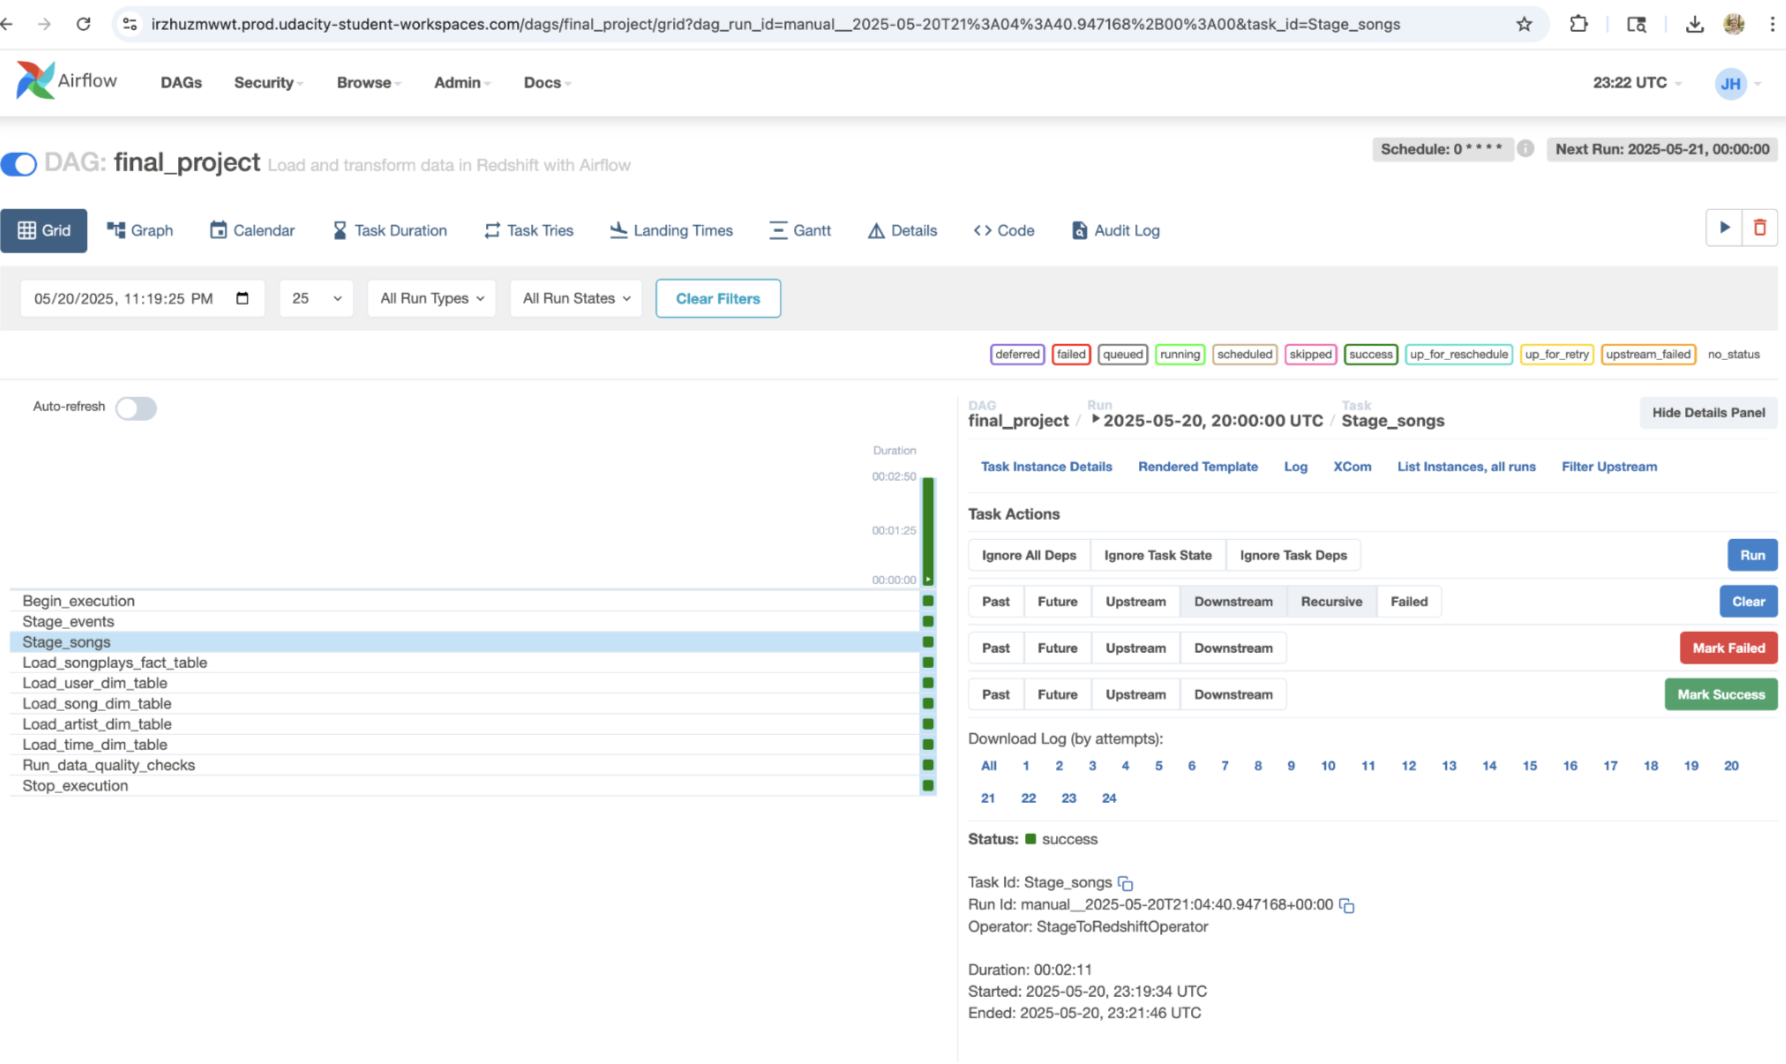 irzhuzmwwt.prod.udacity-student-workspaces.com/dags/final_project/grid?dag_run_id=manual__2025-05-20T21%3A04%3A40.947168%2B00%3A00&task_id=Stage_songs
Airflow DAGs Security Browse Admin Docs 23:22 UTC JH
Schedule: 0 * * * * i Next Run: 2025-05-21, 00:00:00
DAG: final_project Load and transform data in Redshift with Airflow
Grid Graph Calendar Task Duration Task Tries Landing Times Gantt Details <> Code Audit Log
05/20/2025, 11:19:25 PM 25 All Run Types All Run States Clear Filters
deferred failed queued running scheduled skipped success up_for_reschedule up_for_retry upstream_failed no_status
Auto-refresh
Duration
00:02:50
00:01:25
00:00:00
Begin_execution
Stage_events
Stage_songs
Load_songplays_fact_table
Load_user_dim_table
Load_song_dim_table
Load_artist_dim_table
Load_time_dim_table
Run_data_quality_checks
Stop_execution
DAG Run Task
final_project / 2025-05-20, 20:00:00 UTC / Stage_songs
Hide Details Panel
Task Instance Details Rendered Template Log XCom List Instances, all runs Filter Upstream
Task Actions
Ignore All Deps Ignore Task State Ignore Task Deps Run
Past Future Upstream Downstream Recursive Failed Clear
Past Future Upstream Downstream Mark Failed
Past Future Upstream Downstream Mark Success
Download Log (by attempts):
All 1 2 3 4 5 6 7 8 9 10 11 12 13 14 15 16 17 18 19 20
21 22 23 24
Status: success
Task Id: Stage_songs
Run Id: manual__2025-05-20T21:04:40.947168+00:00
Operator: StageToRedshiftOperator
Duration: 00:02:11
Started: 2025-05-20, 23:19:34 UTC
Ended: 2025-05-20, 23:21:46 UTC